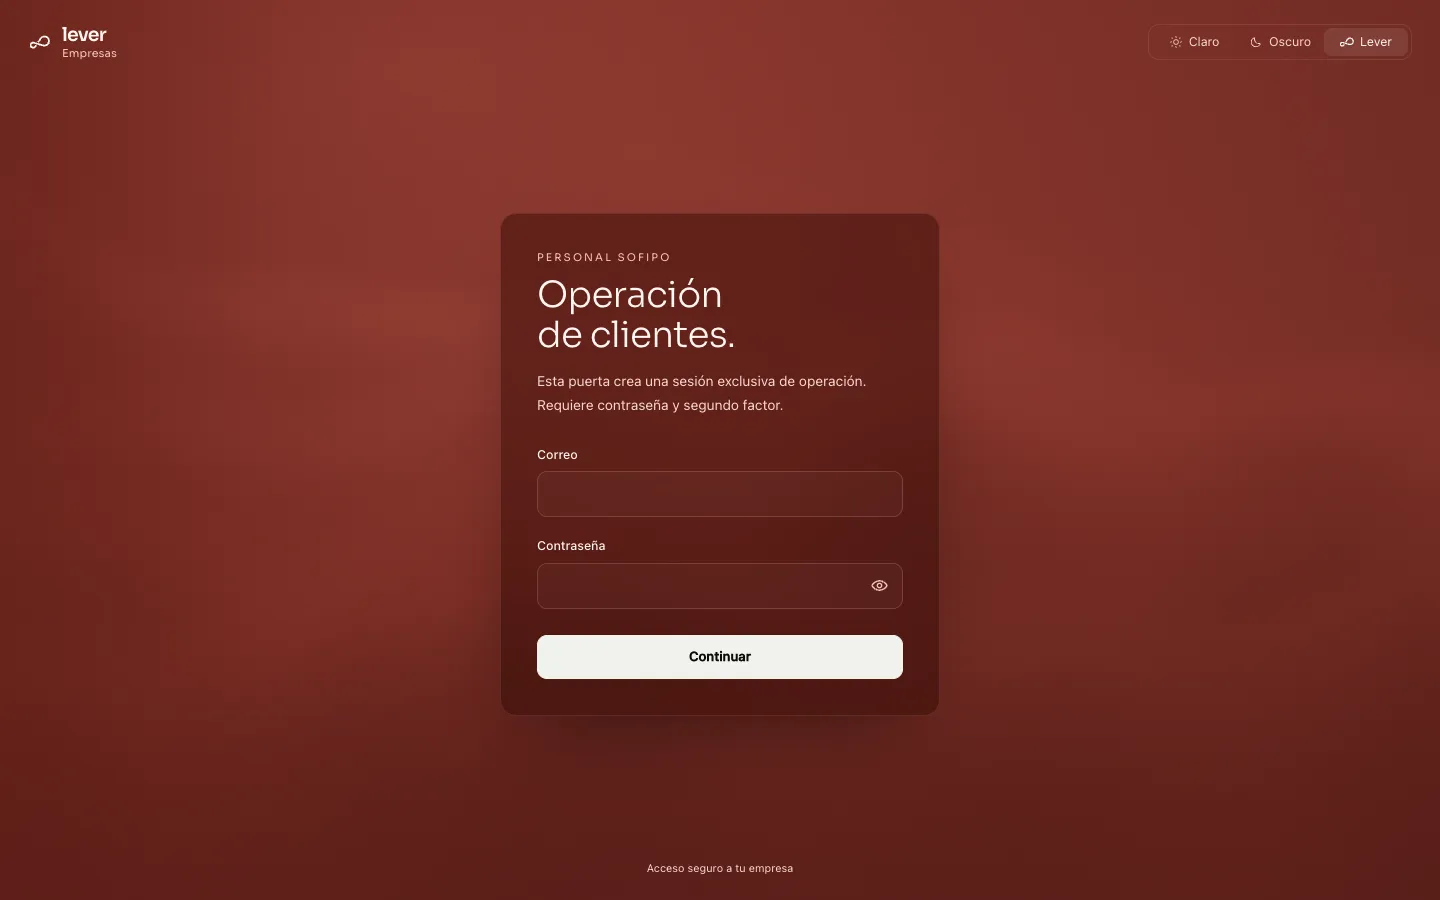 lever
Empresas
Claro
Oscuro
Lever
PERSONAL SOFIPO
Operación
de clientes.
Esta puerta crea una sesión exclusiva de operación.
Requiere contraseña y segundo factor.
Correo
Contraseña
Continuar
Acceso seguro a tu empresa